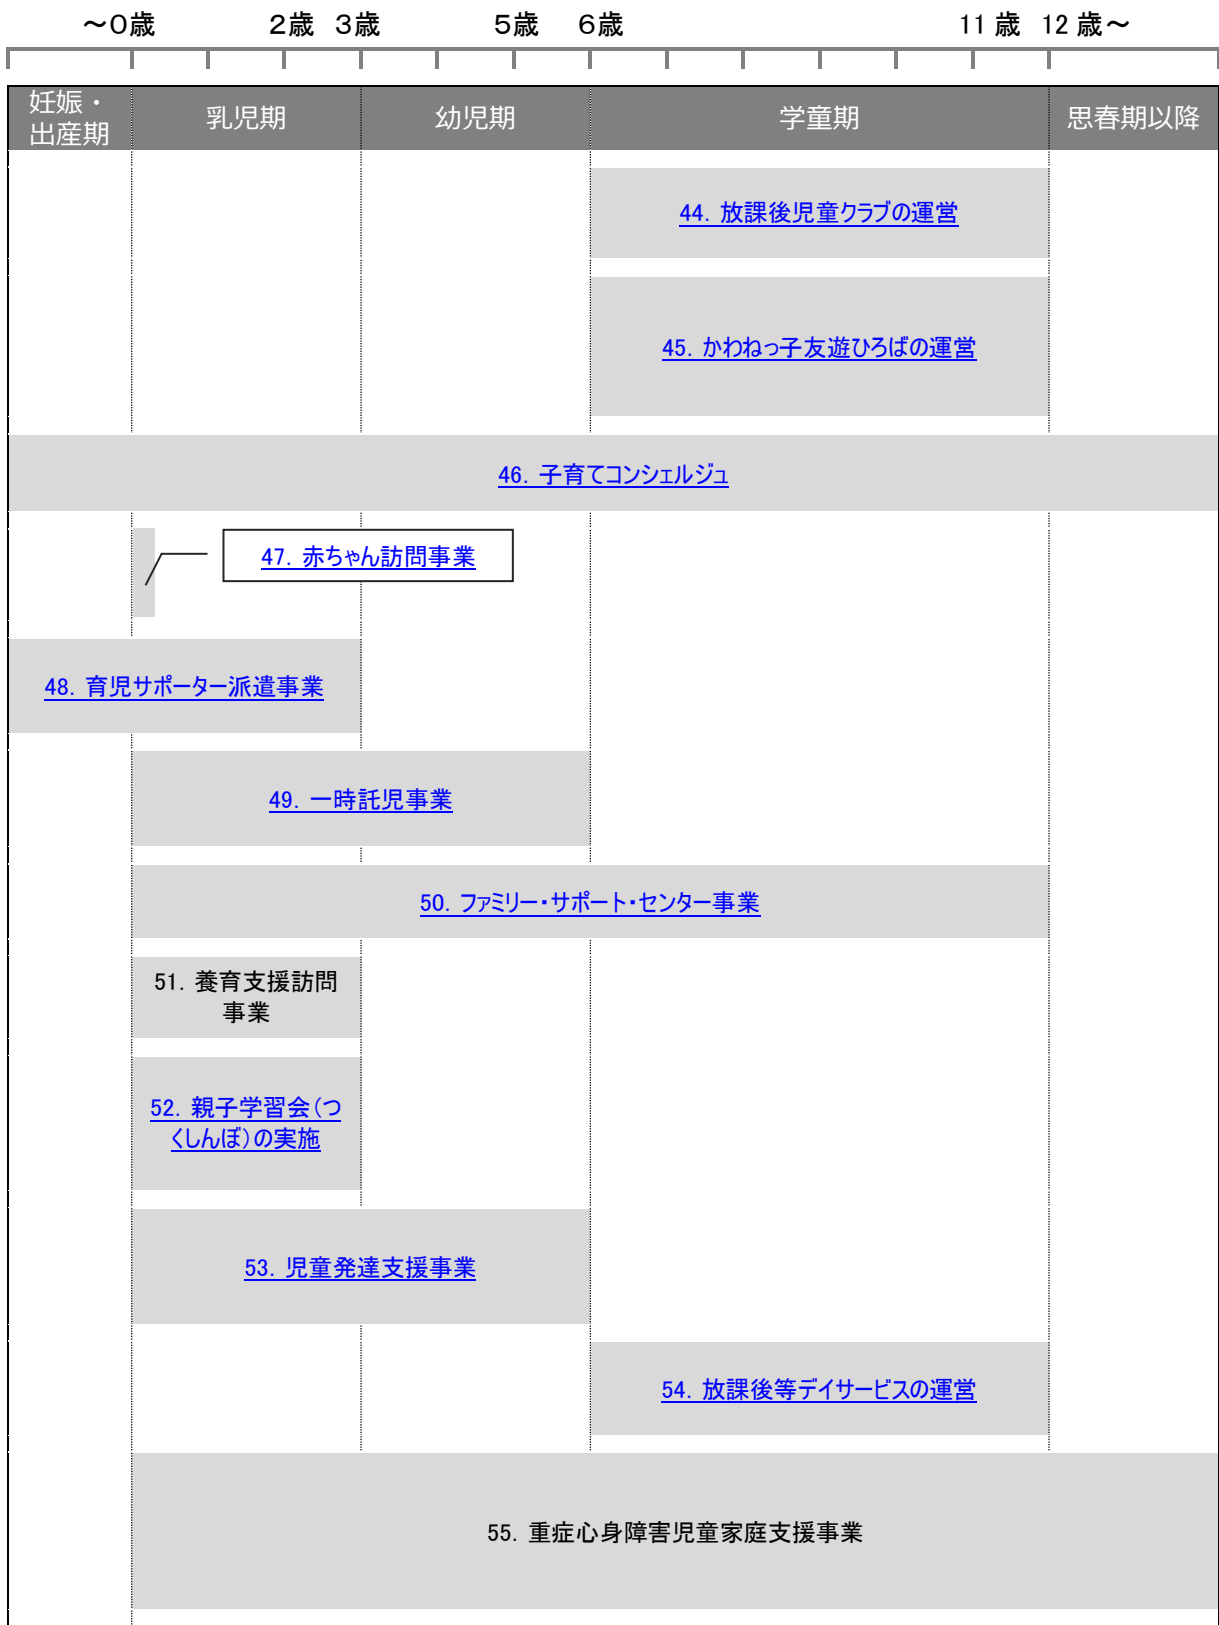 ～０歳 ２歳 ３歳 ５歳 ６歳 11 歳 12 歳～
妊娠・
出産期
乳児期 幼児期 学童期 思春期以降
44. 放課後児童クラブの運営
45. かわねっ子友遊ひろばの運営
46. 子育てコンシェルジュ
47. 赤ちゃん訪問事業
48. 育児サポーター派遣事業
49. 一時託児事業
50. ファミリー・サポート・センター事業
51. 養育支援訪問
事業
52. 親子学習会（つ
くしんぼ）の実施
53. 児童発達支援事業
54. 放課後等デイサービスの運営
55. 重症心身障害児童家庭支援事業